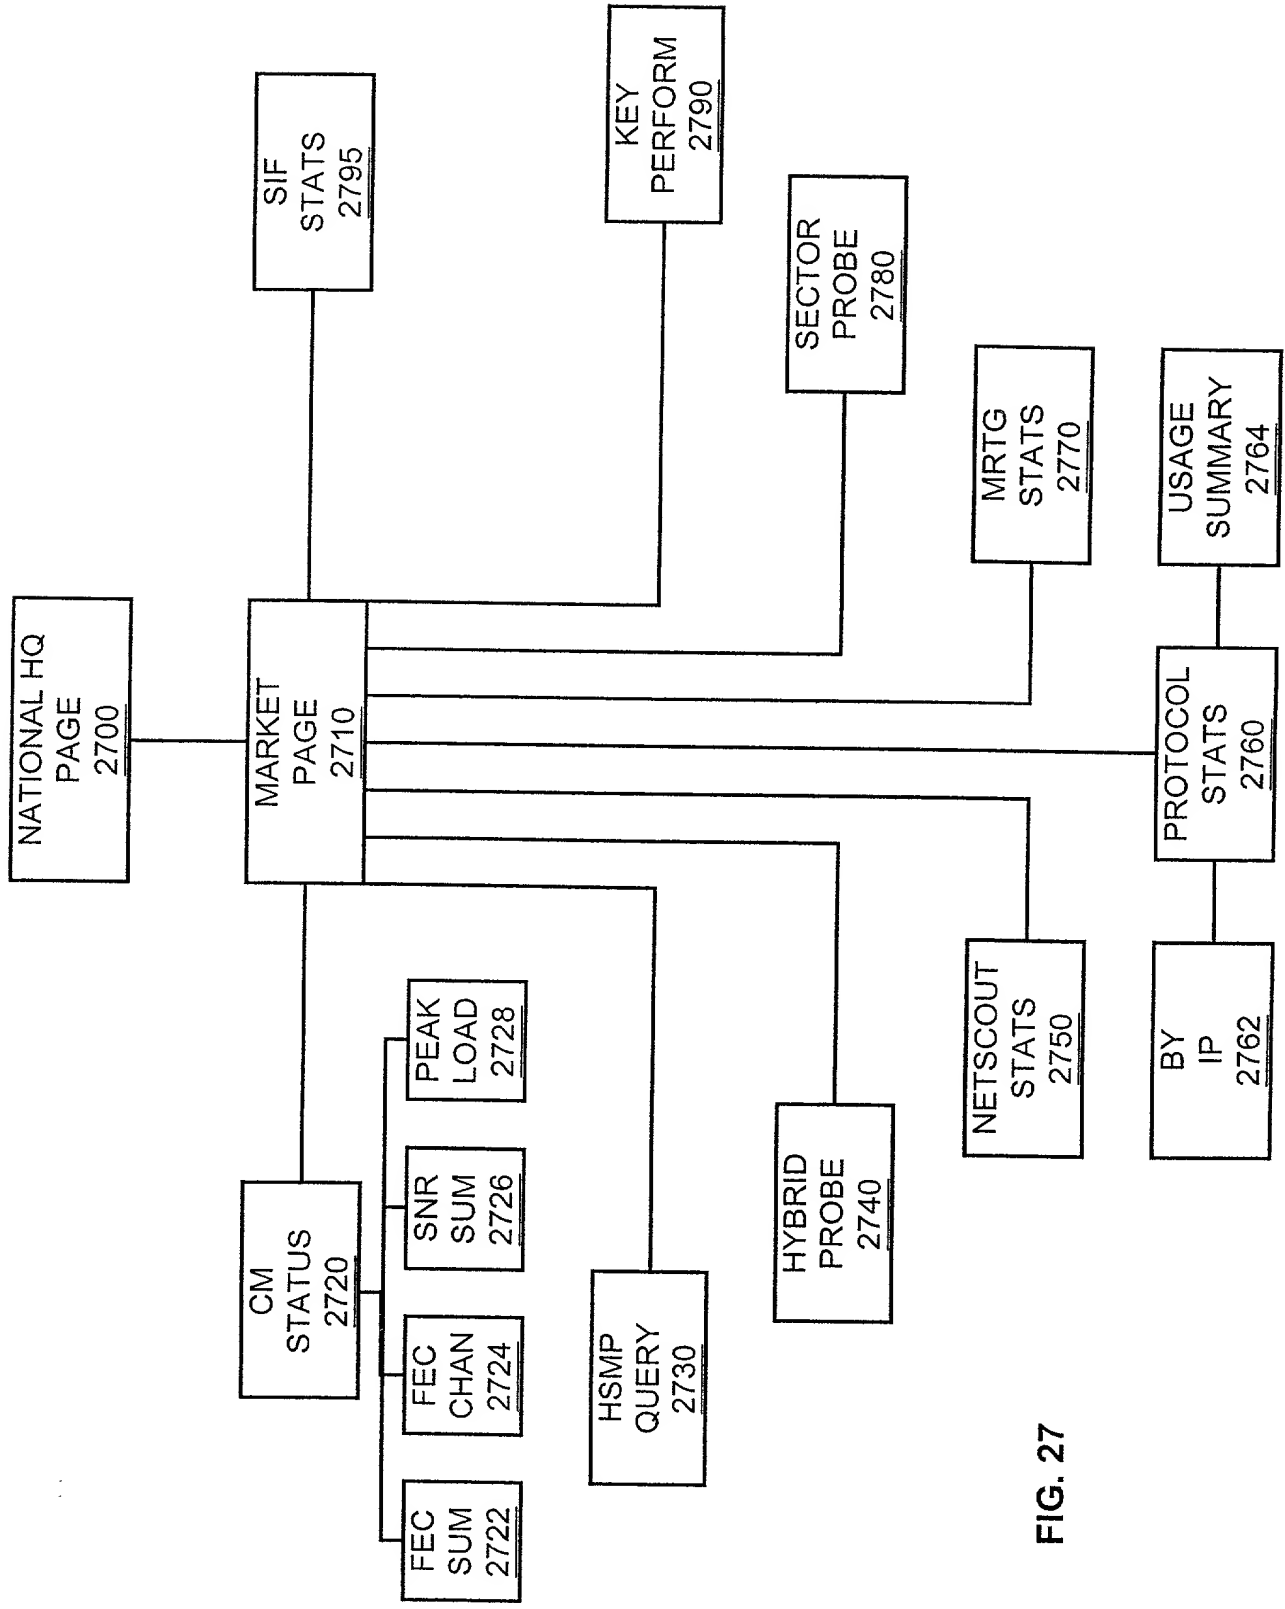 NATIONAL HQ
PAGE
2700
MARKET
PAGE
2710
CM
STATUS
2720
SIF
STATS
2795
FEC
SUM
2722
FEC
CHAN
2724
SNR
SUM
2726
PEAK
LOAD
2728
HSMP
QUERY
2730
KEY
PERFORM
2790
HYBRID
PROBE
2740
SECTOR
PROBE
2780
NETSCOUT
STATS
2750
MRTG
STATS
2770
BY
IP
2762
PROTOCOL
STATS
2760
USAGE
SUMMARY
2764
FIG. 27